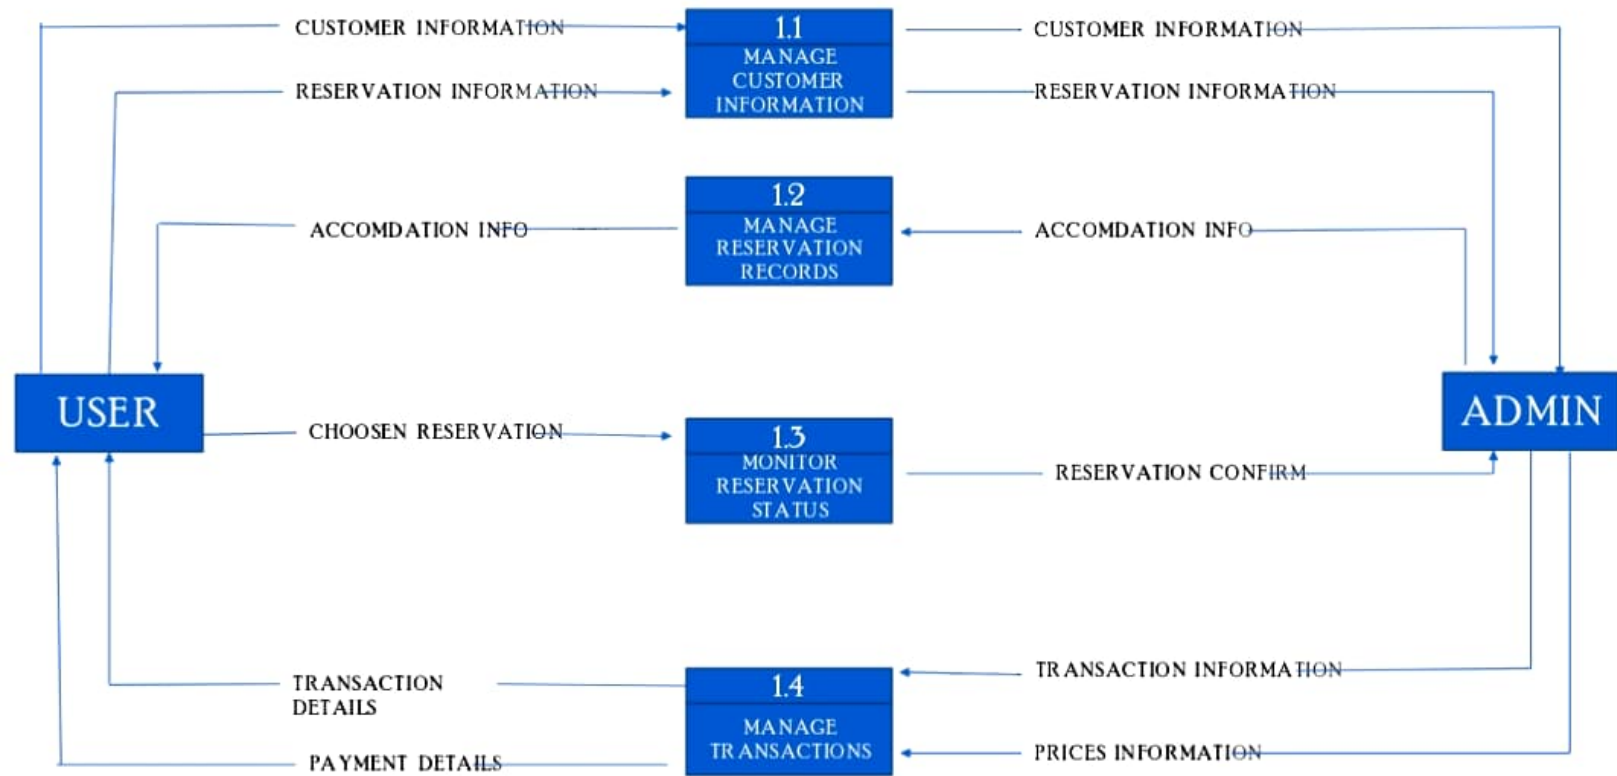 CUSTOMER INFORMATION
1.1
MANAGE
CUSTOMER
INFORMATION
CUSTOMER INFORMATION
RESERVATION INFORMATION
RESERVATION INFORMATION
1.2
MANAGE
RESERVATION
RECORDS
ACCOMDATION INFO
ACCOMDATION INFO
USER
ADMIN
CHOOSEN RESERVATION
1.3
MONITOR
RESERVATION
STATUS
RESERVATION CONFIRM
TRANSACTION
DETAILS
1.4
MANAGE
TRANSACTIONS
TRANSACTION INFORMATION
PAYMENT DETAILS
PRICES INFORMATION